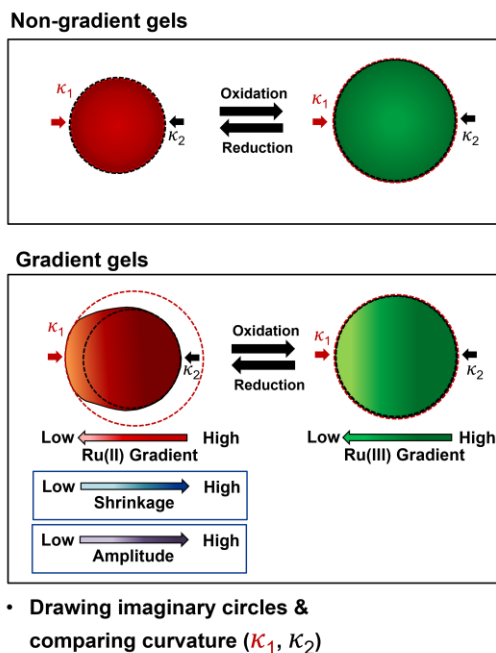 Non-gradient gels
κ1
Oxidation
Reduction
κ2
κ1
κ2
Gradient gels
κ1
Oxidation
Reduction
κ2
κ1
κ2
Low High
Ru(II) Gradient
Low High
Ru(III) Gradient
Low High
Shrinkage
Low High
Amplitude
• Drawing imaginary circles &
comparing curvature (κ1, κ2)